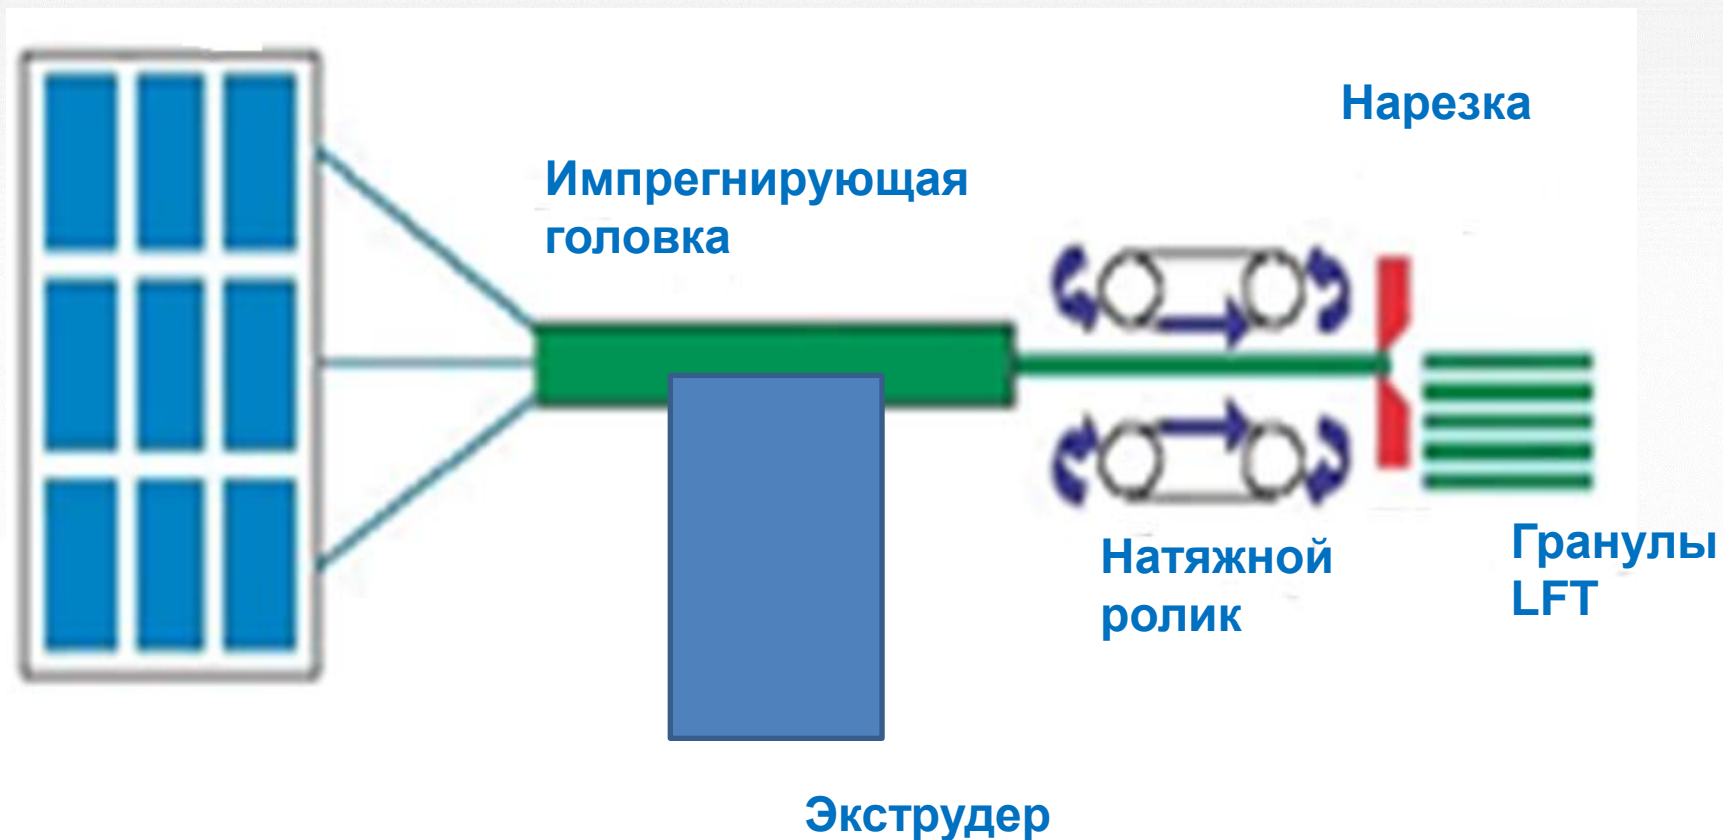 Нарезка
Импрегнирующая
головка
Натяжной
ролик
Гранулы
LFT
Экструдер